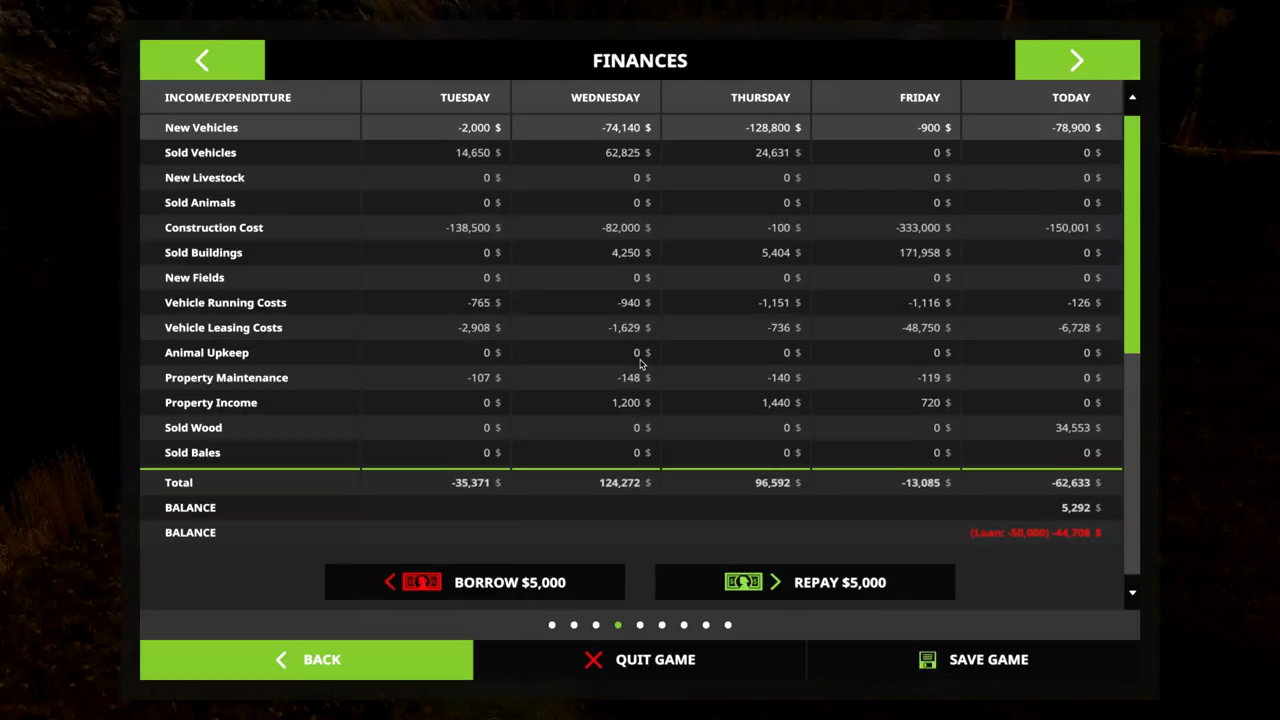 FINANCES
INCOME/EXPENDITURE TUESDAY WEDNESDAY THURSDAY FRIDAY TODAY
New Vehicles -2,000 $ -74,140 $ -128,800 $ -900 $ -78,900 $
Sold Vehicles 14,650 $ 62,825 $ 24,631 $ 0 $ 0 $
New Livestock 0 $ 0 $ 0 $ 0 $ 0 $
Sold Animals 0 $ 0 $ 0 $ 0 $ 0 $
Construction Cost -138,500 $ -82,000 $ -100 $ -333,000 $ -150,001 $
Sold Buildings 0 $ 4,250 $ 5,404 $ 171,958 $ 0 $
New Fields 0 $ 0 $ 0 $ 0 $ 0 $
Vehicle Running Costs -765 $ -940 $ -1,151 $ -1,116 $ -126 $
Vehicle Leasing Costs -2,908 $ -1,629 $ -736 $ -48,750 $ -6,728 $
Animal Upkeep 0 $ 0 $ 0 $ 0 $ 0 $
Property Maintenance -107 $ -148 $ -140 $ -119 $ 0 $
Property Income 0 $ 1,200 $ 1,440 $ 720 $ 0 $
Sold Wood 0 $ 0 $ 0 $ 0 $ 34,553 $
Sold Bales 0 $ 0 $ 0 $ 0 $ 0 $
Total -35,371 $ 124,272 $ 96,592 $ -13,085 $ -62,633 $
BALANCE 5,292 $
BALANCE (Loan: -50,000) -44,708 $
BORROW $5,000 REPAY $5,000
BACK QUIT GAME SAVE GAME